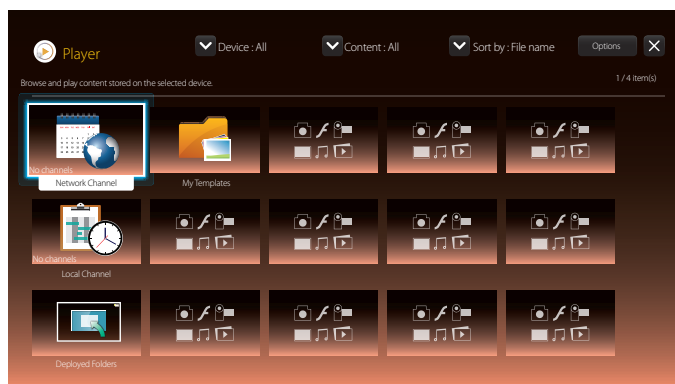 Player
Device : All
Content : All
Sort by : File name
Options
Browse and play content stored on the selected device.
1 / 4 item(s)
No channels
Network Channel
My Templates
No channels
Local Channel
Deployed Folders